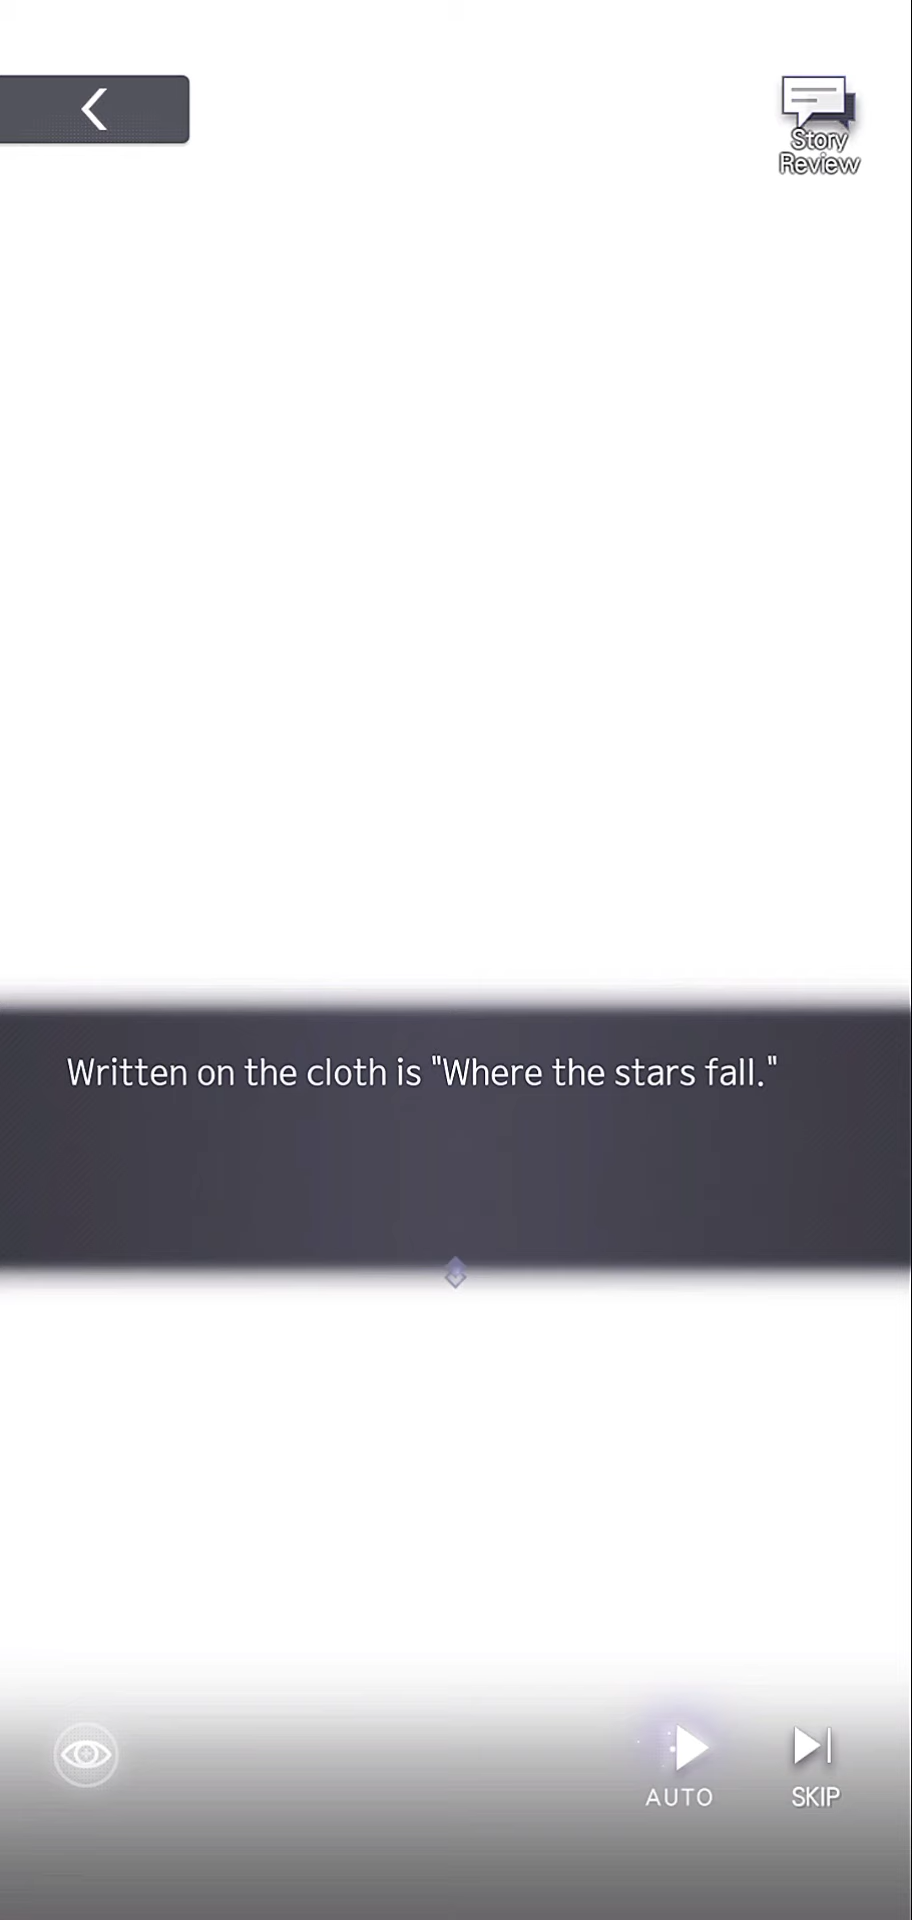 Story
Review
Written on the cloth is "Where the stars fall."
AUTO
SKIP